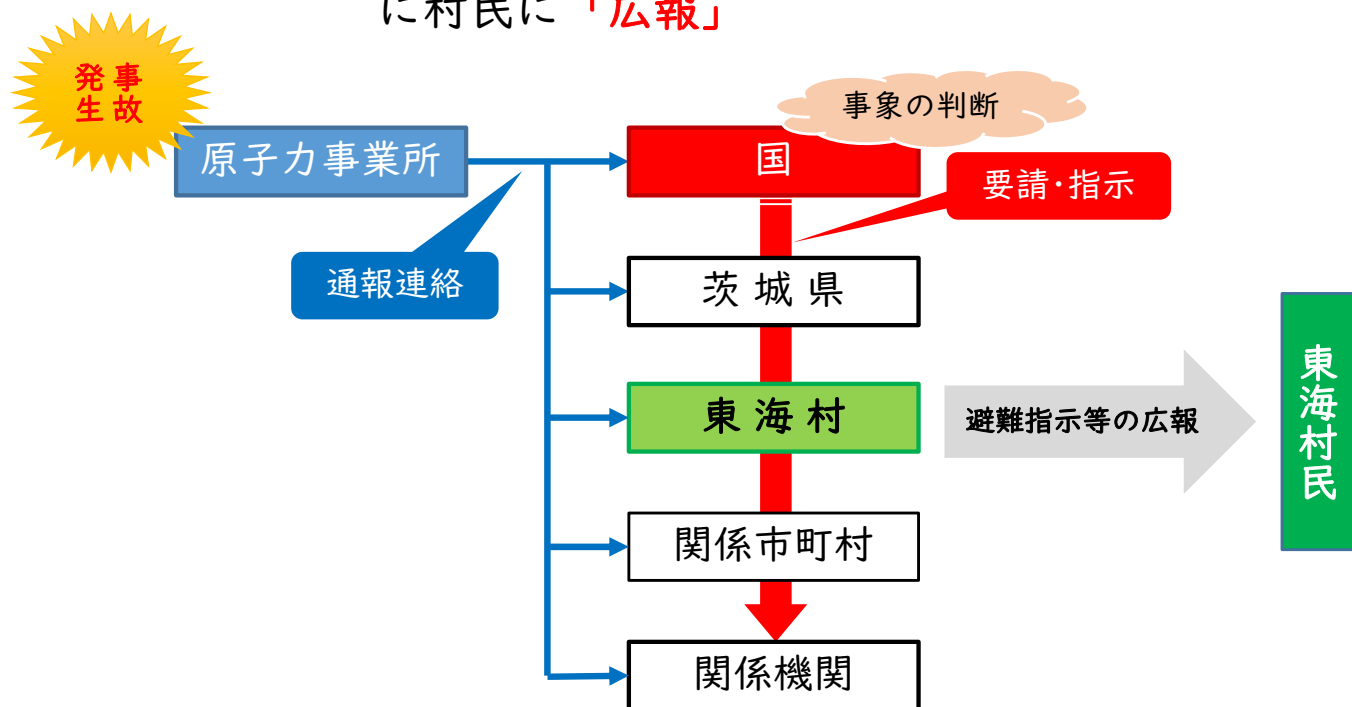 に村民に「広報」
事故
発生
事象の判断
原子力事業所
国
要請・指示
通報連絡
茨城県
東海村
避難指示等の広報
東海村民
関係市町村
関係機関